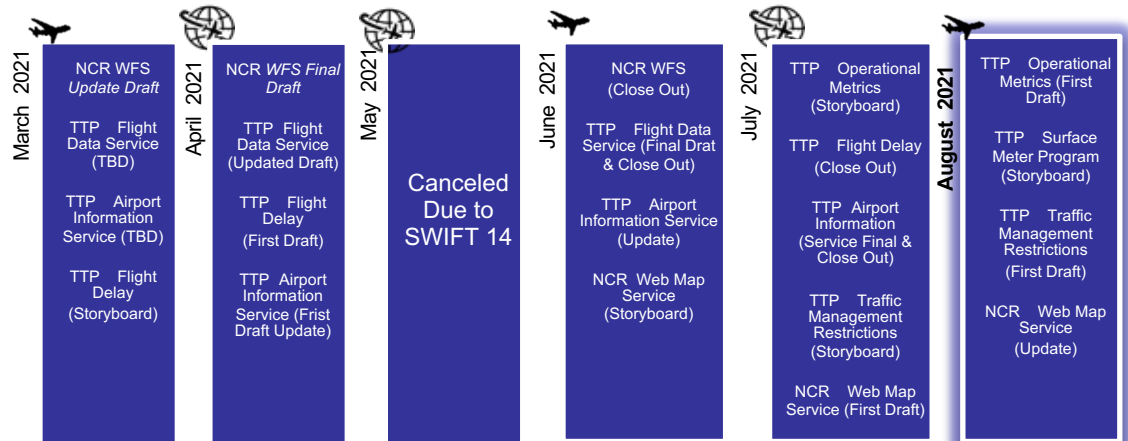 March 2021
NCR WFS
Update Draft
TTP Flight
Data Service
(TBD)
TTP Airport
Information
Service (TBD)
TTP Flight
Delay
(Storyboard)
April 2021
NCR WFS Final
Draft
TTP Flight
Data Service
(Updated Draft)
TTP Flight
Delay
(First Draft)
TTP Airport
Information
Service (Frist
Draft Update)
May 2021
Canceled
Due to
SWIFT 14
June 2021
NCR WFS
(Close Out)
TTP Flight Data
Service (Final Drat
& Close Out)
TTP Airport
Information Service
(Update)
NCR Web Map
Service
(Storyboard)
July 2021
TTP Operational
Metrics
(Storyboard)
TTP Flight Delay
(Close Out)
TTP Airport
Information
(Service Final &
Close Out)
TTP Traffic
Management
Restrictions
(Storyboard)
NCR Web Map
Service (First Draft)
August 2021
TTP Operational
Metrics (First
Draft)
TTP Surface
Meter Program
(Storyboard)
TTP Traffic
Management
Restrictions
(First Draft)
NCR Web Map
Service
(Update)